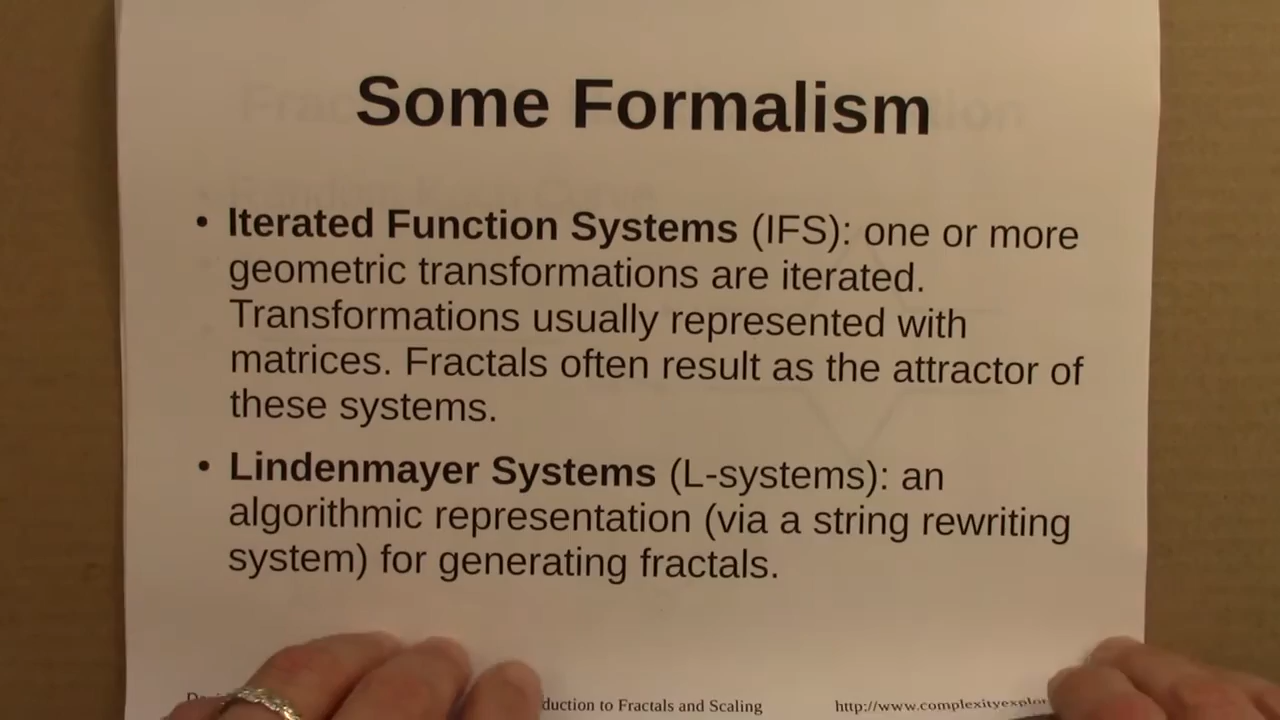 Some Formalism
• Iterated Function Systems (IFS): one or more
geometric transformations are iterated.
Transformations usually represented with
matrices. Fractals often result as the attractor of
these systems.
• Lindenmayer Systems (L-systems): an
algorithmic representation (via a string rewriting
system) for generating fractals.
to Fractals and Scaling